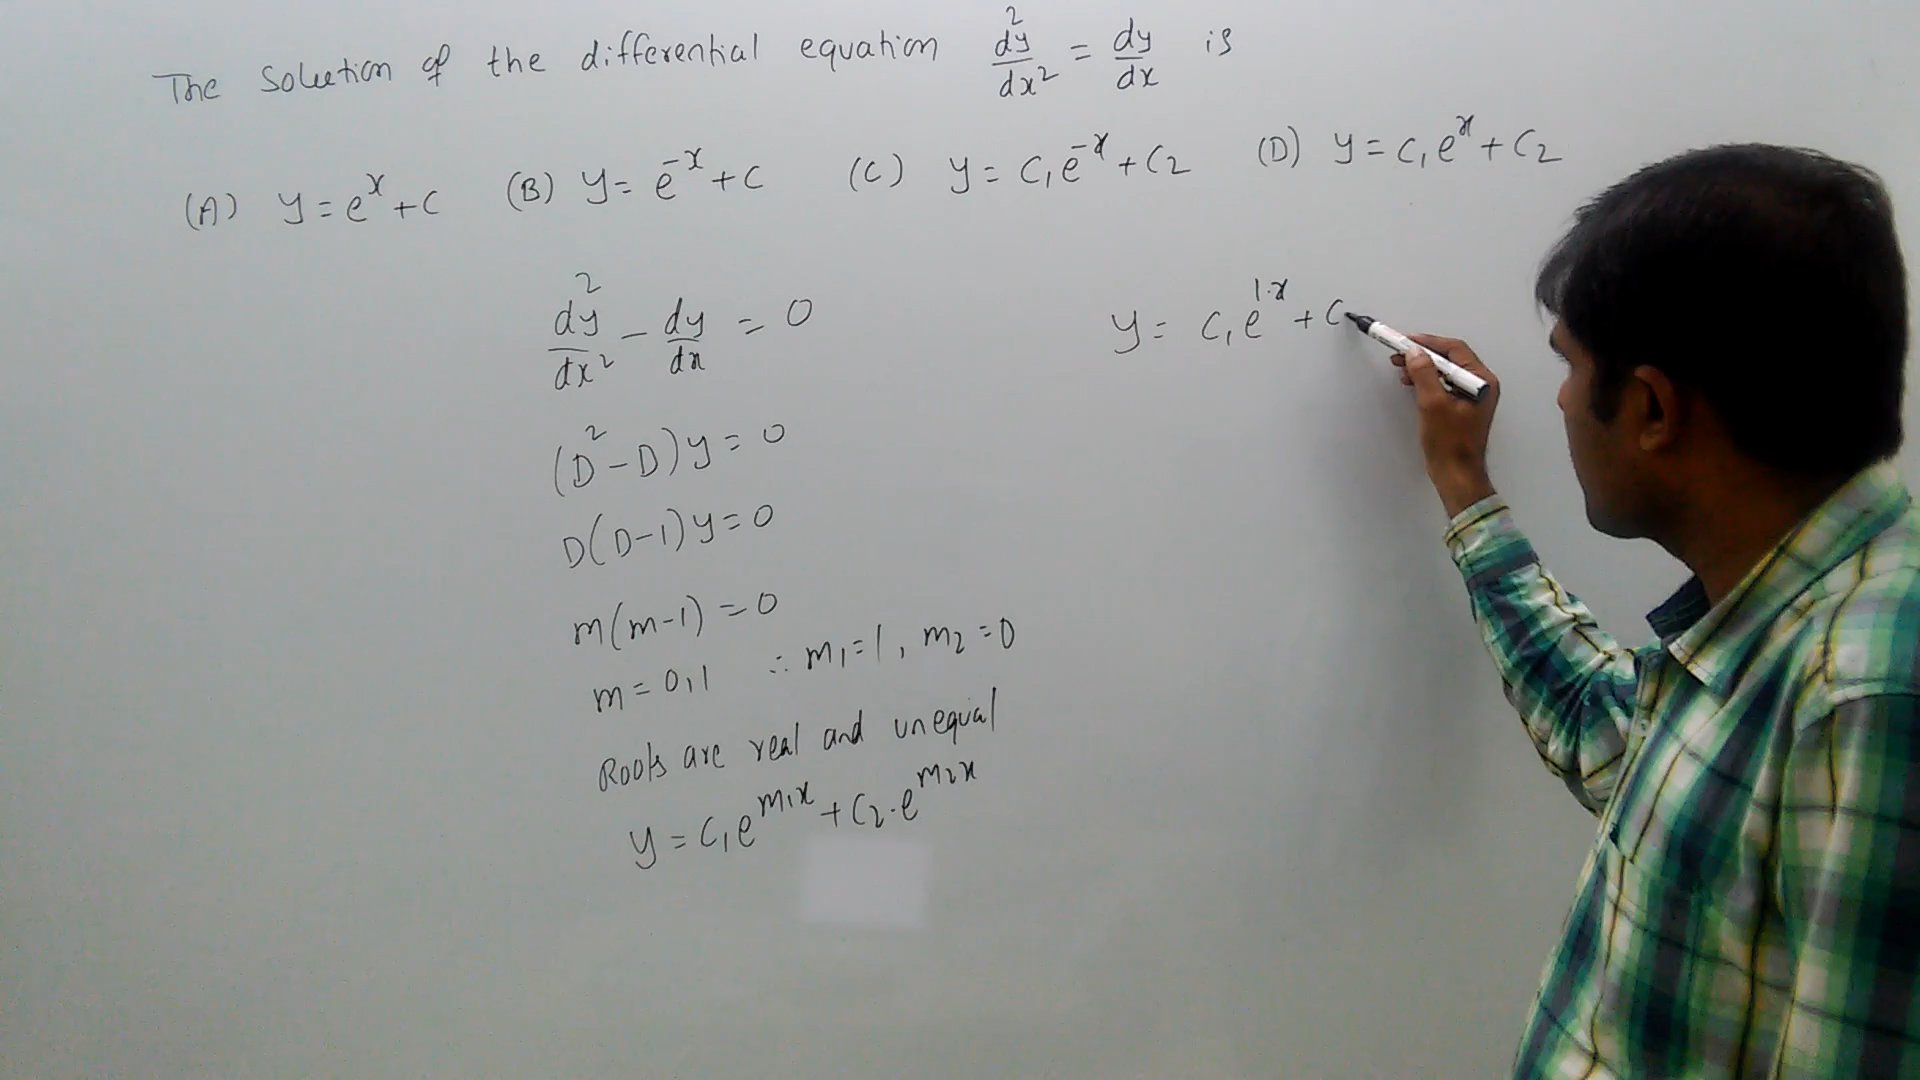 The Solution of the differential equation d²y/dx² = dy/dx is
(A) y = e^x + c (B) y = e^-x + c (C) y = c₁e^-x + c₂ (D) y = c₁e^x + c₂
d²y/dx² - dy/dx = 0
(D² - D)y = 0
D(D-1)y = 0
m(m-1) = 0
m = 0,1 ∴ m₁=1, m₂=0
Roots are real and unequal
y = c₁e^m₁x + c₂.e^m₂x
y = c₁e^1.x + c